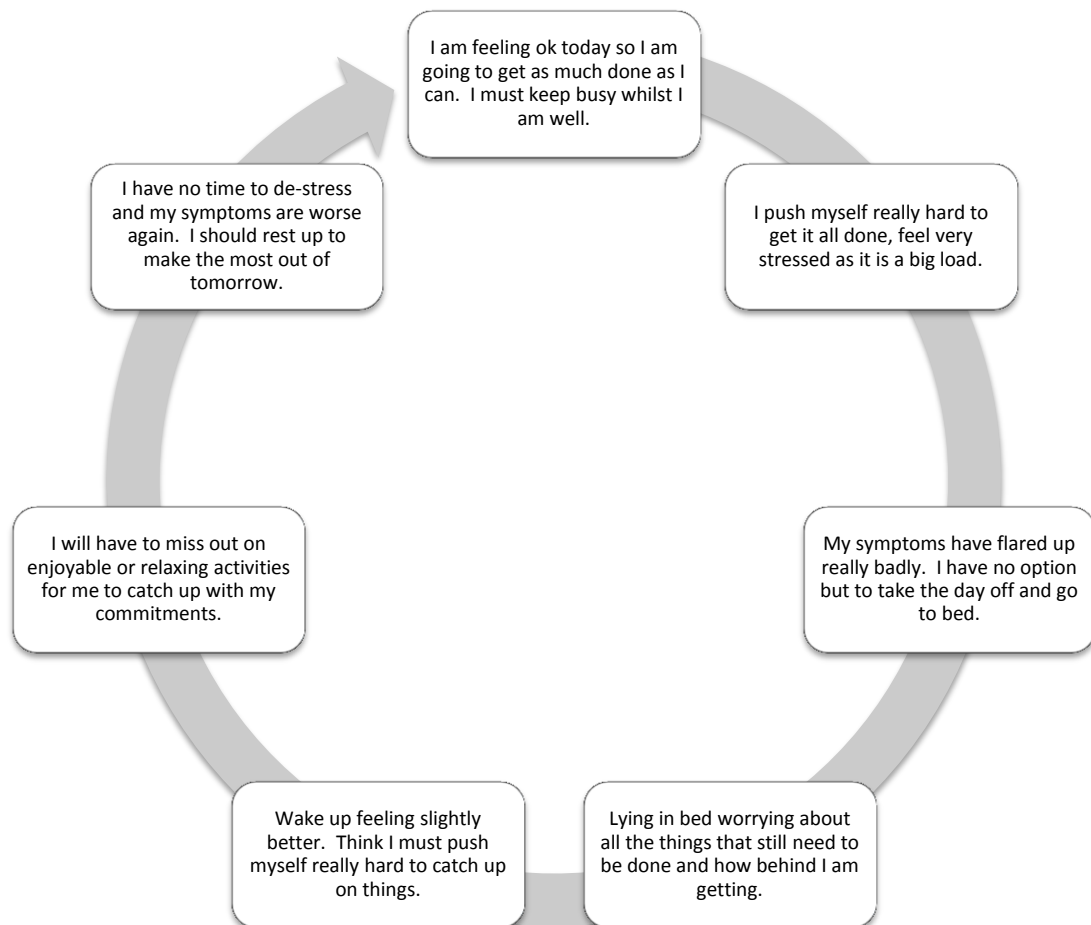 I am feeling ok today so I am
going to get as much done as I
can.  I must keep busy whilst I
am well.
I push myself really hard to
get it all done, feel very
stressed as it is a big load.
My symptoms have flared up
really badly.  I have no option
but to take the day off and go
to bed.
Lying in bed worrying about
all the things that still need to
be done and how behind I am
getting.
Wake up feeling slightly
better.  Think I must push
myself really hard to catch up
on things.
I will have to miss out on
enjoyable or relaxing activities
for me to catch up with my
commitments.
I have no time to de-stress
and my symptoms are worse
again.  I should rest up to
make the most out of
tomorrow.